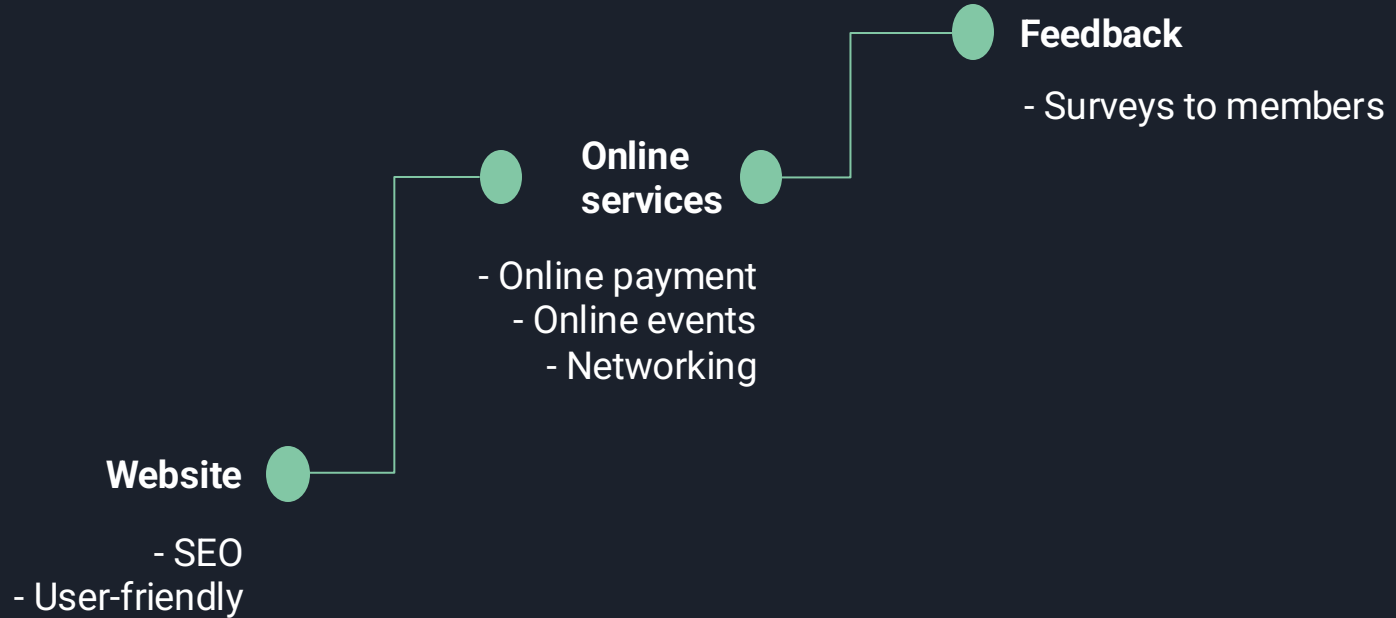 Feedback
- Surveys to members
Online
services
- Online payment
- Online events
- Networking
Website
- SEO
- User-friendly